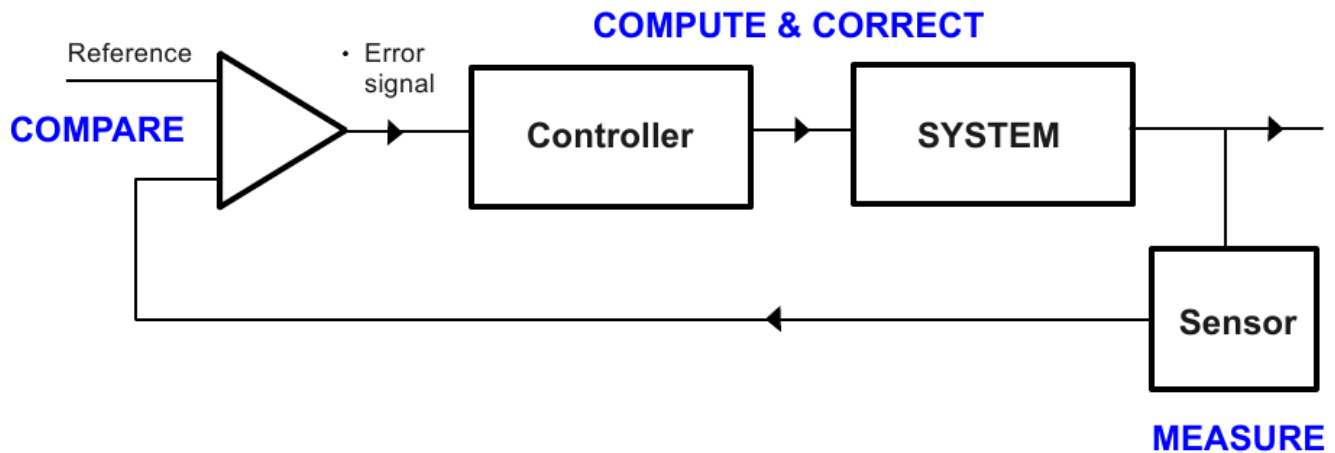 COMPUTE & CORRECT
Reference
• Error
signal
COMPARE
Controller
SYSTEM
Sensor
MEASURE